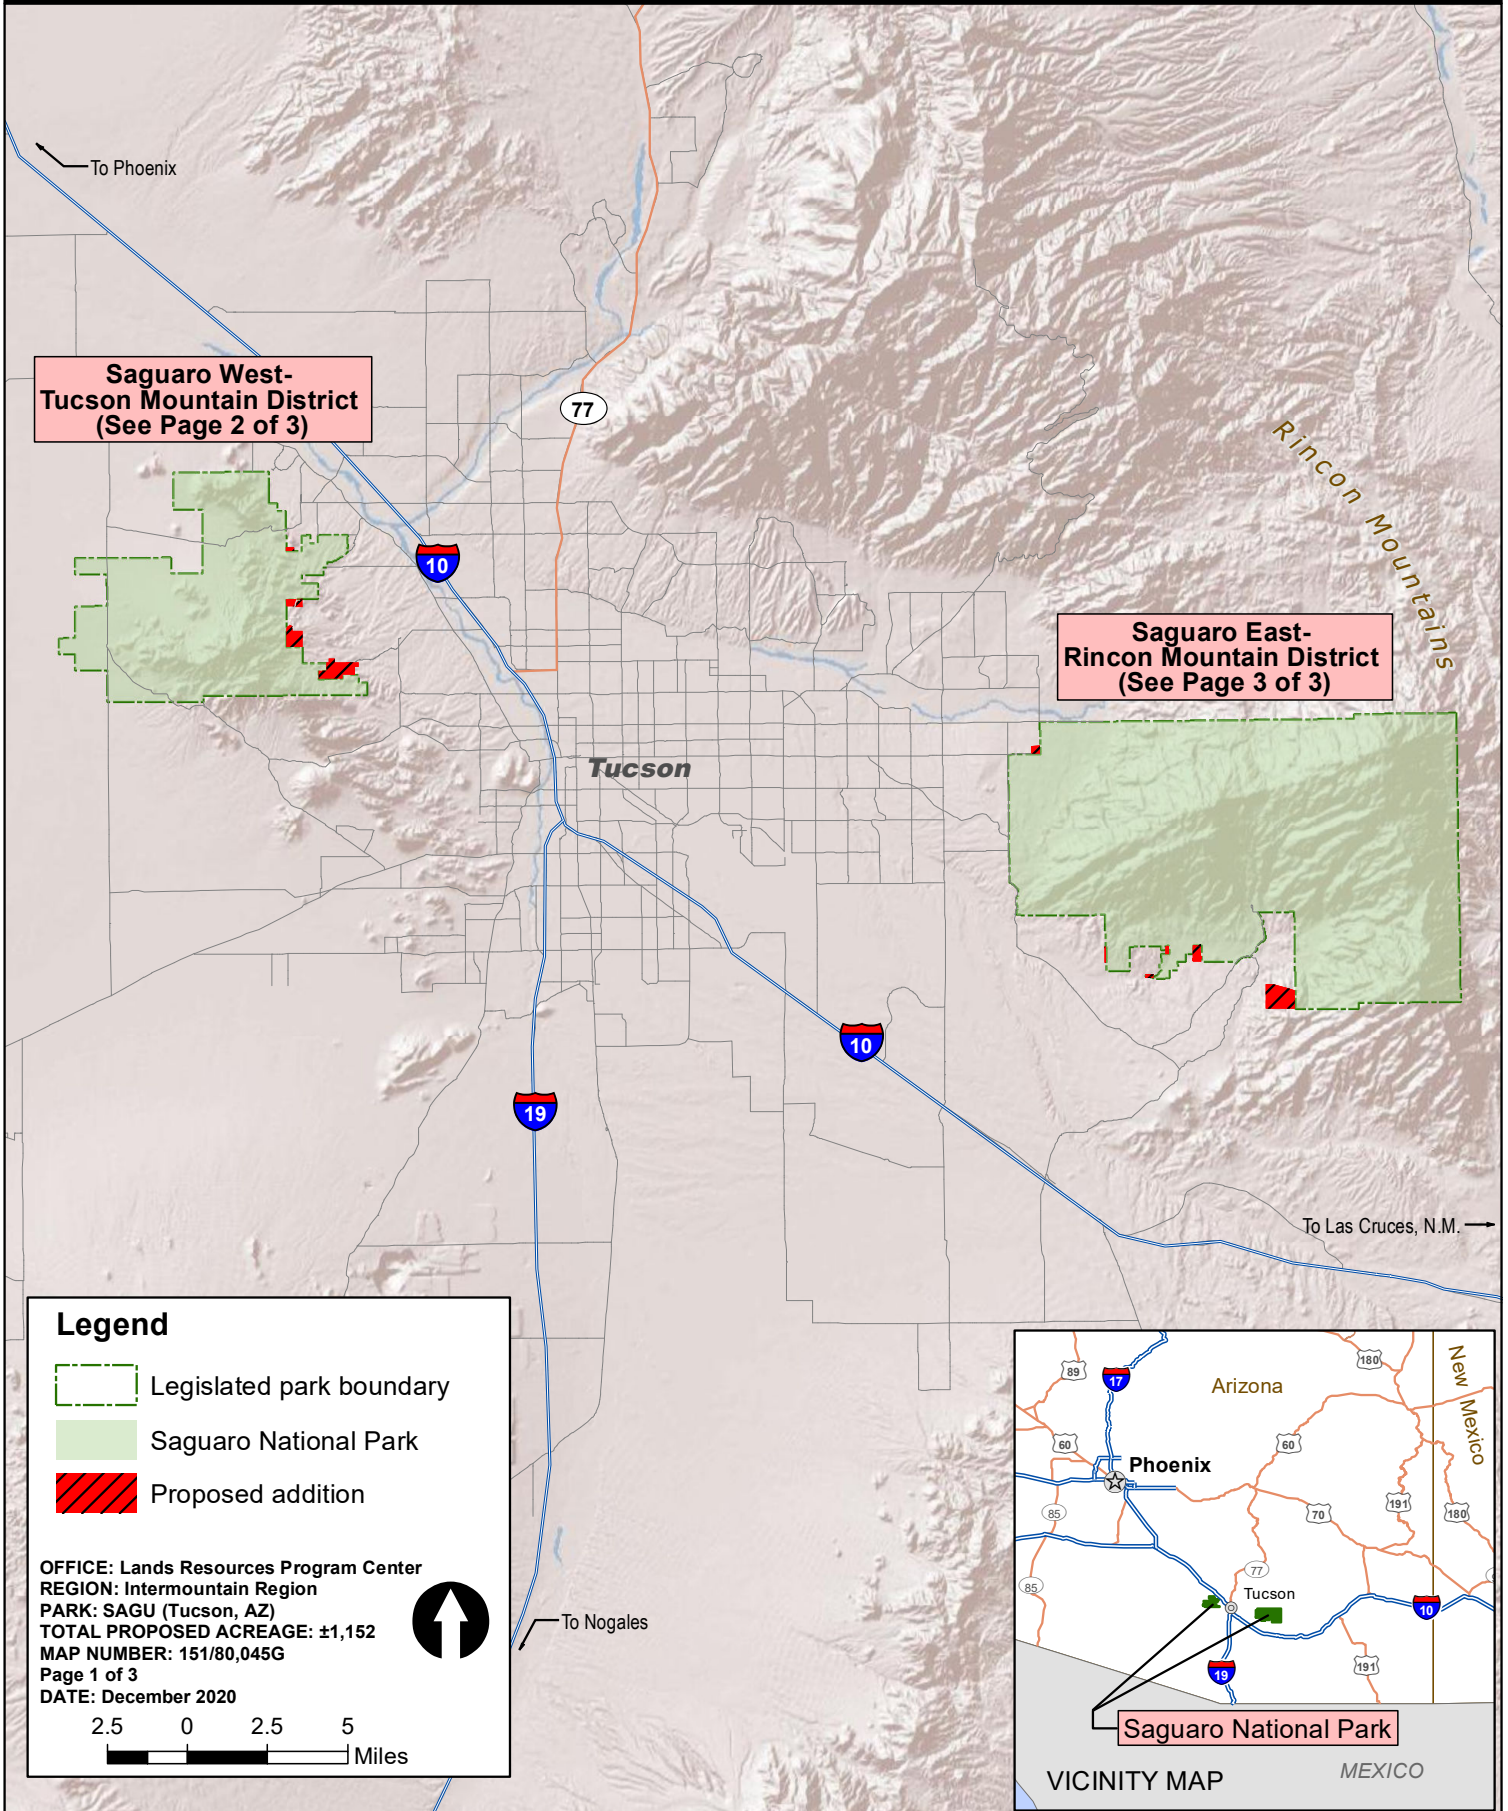 To Phoenix
Saguaro West-
Tucson Mountain District
(See Page 2 of 3)
77
Rincon Mountains
10
Saguaro East-
Rincon Mountain District
(See Page 3 of 3)
Tucson
10
19
To Las Cruces, N.M.
To Nogales
Legend
Legislated park boundary
Saguaro National Park
Proposed addition
OFFICE: Lands Resources Program Center
REGION: Intermountain Region
PARK: SAGU (Tucson, AZ)
TOTAL PROPOSED ACREAGE: ±1,152
MAP NUMBER: 151/80,045G
Page 1 of 3
DATE: December 2020
2.5 0 2.5 5
Miles
89
17
180
Arizona
New Mexico
60
60
Phoenix
85
70
191
180
77
85
Tucson
10
19
191
Saguaro National Park
VICINITY MAP
MEXICO